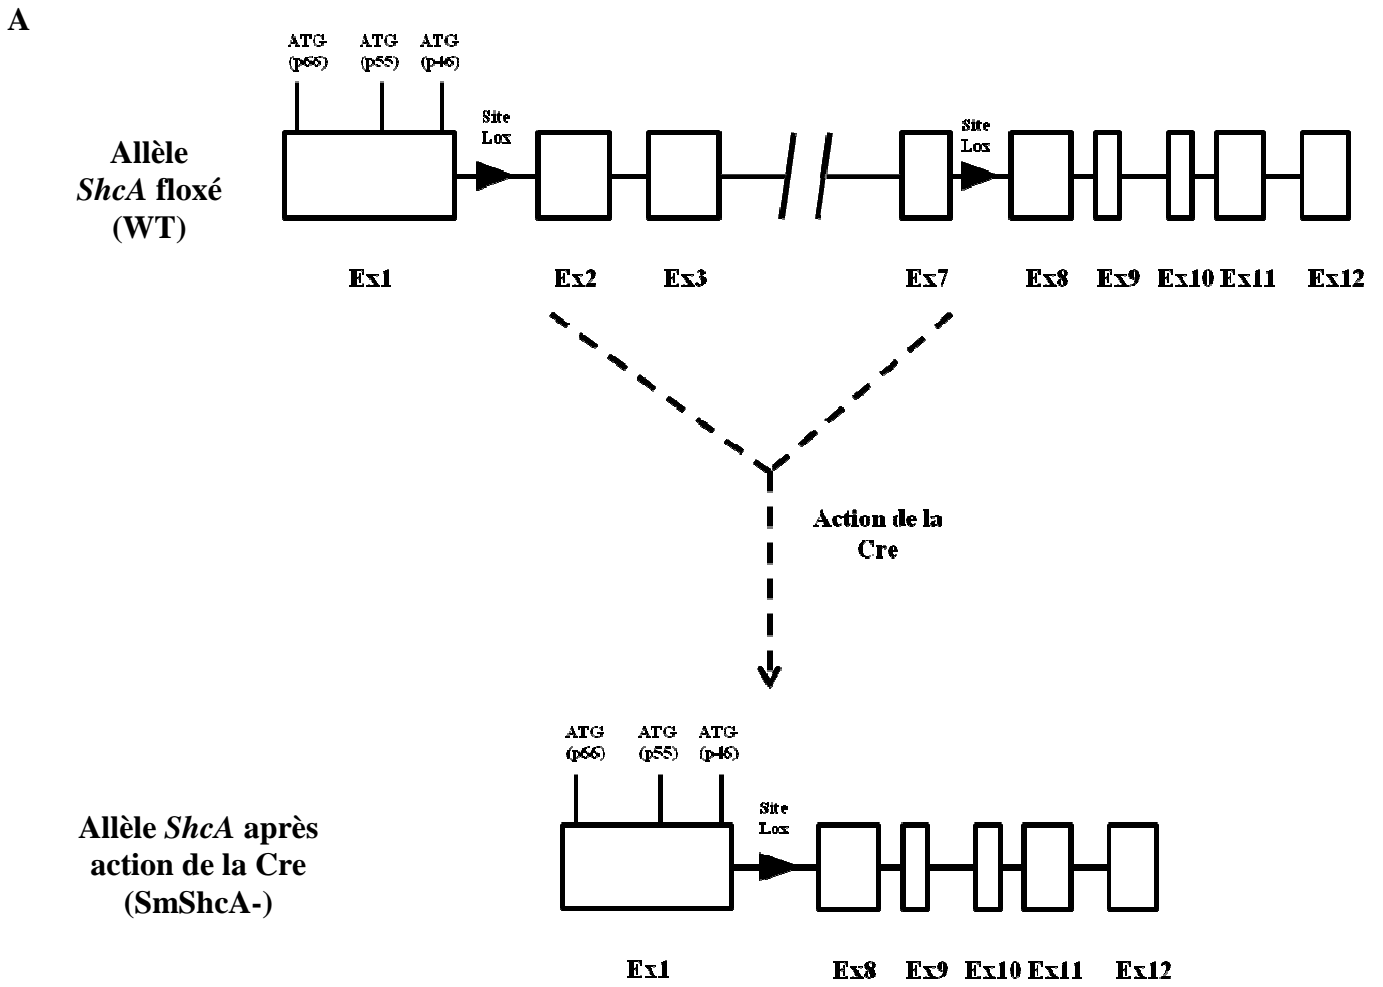 A
ATG ATG ATG
(p66) (p55) (p46)
Site
Lox
Site
Lox
Allèle
ShcA floxé
(WT)
Ex1 Ex2 Ex3 Ex7 Ex8 Ex9 Ex10 Ex11 Ex12
Action de la
Cre
ATG ATG ATG
(p66) (p55) (p46)
Site
Lox
Allèle ShcA après
action de la Cre
(SmShcA-)
Ex1 Ex8 Ex9 Ex10 Ex11 Ex12